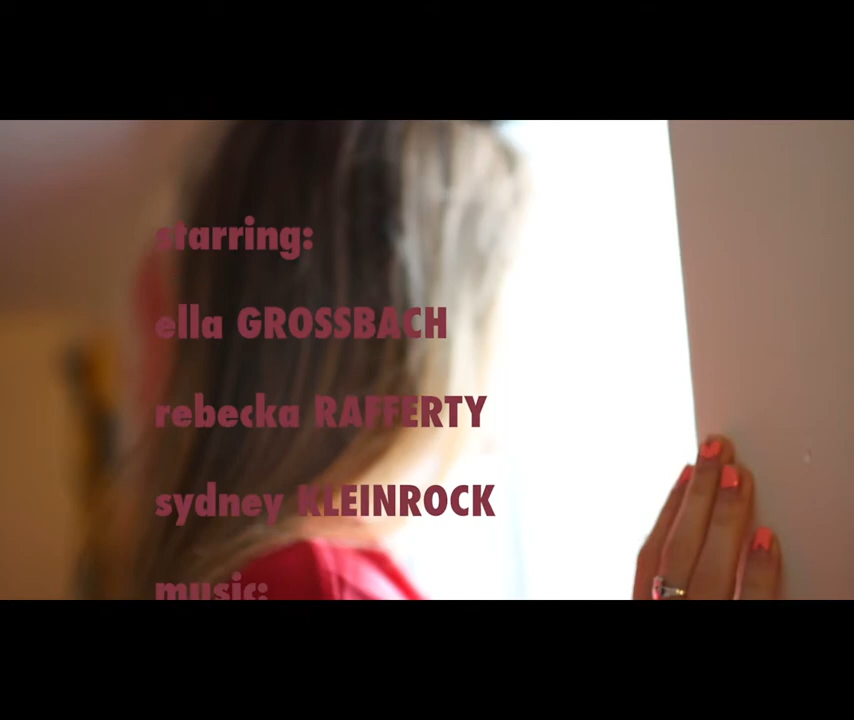 starring:
ella GROSSBACH
rebecka RAFFERTY
sydney KLEINROCK
music: